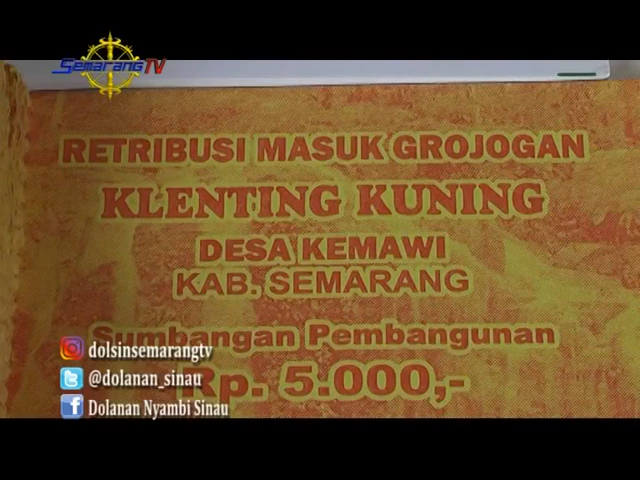 SemarangTV
RETRIBUSI MASUK GROJOGAN
KLENTING KUNING
DESA KEMAWI
KAB. SEMARANG
Sumbangan Pembangunan
Rp. 5.000,-
dolsinsemarangtv
@dolanan_sinau
Dolanan Nyambi Sinau